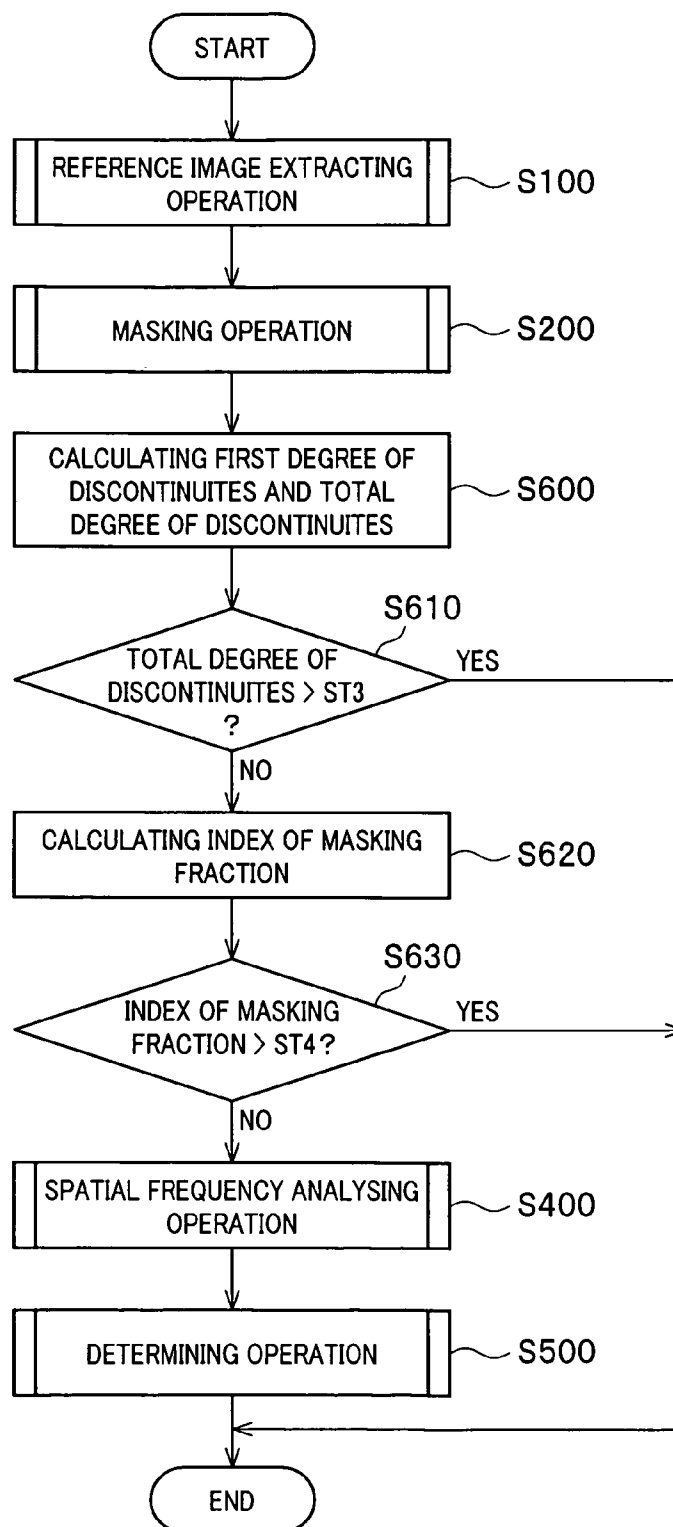 START
REFERENCE IMAGE EXTRACTING
OPERATION
S100
MASKING OPERATION
S200
CALCULATING FIRST DEGREE OF
DISCONTINUITES AND TOTAL
DEGREE OF DISCONTINUITES
S600
S610
TOTAL DEGREE OF
DISCONTINUITES > ST3
?
YES
NO
CALCULATING INDEX OF MASKING
FRACTION
S620
S630
INDEX OF MASKING
FRACTION > ST4?
YES
NO
SPATIAL FREQUENCY ANALYSING
OPERATION
S400
DETERMINING OPERATION
S500
END